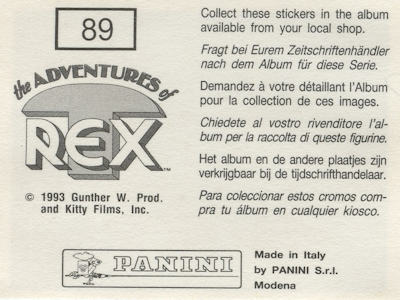 89
the ADVENTURES of
T-REX™
© 1993 Gunther W. Prod.
and Kitty Films, Inc.
Collect these stickers in the album
available from your local shop.
Fragt bei Eurem Zeitschriftenhändler
nach dem Album für diese Serie.
Demandez à votre détaillant l'Album
pour la collection de ces images.
Chiedete al vostro rivenditore l'al-
bum per la raccolta di queste figurine.
Het album en de andere plaatjes zijn
verkrijgbaar bij de tijdschrifthandelaar.
Para coleccionar estos cromos com-
pra tu álbum en cualquier kiosco.
PANINI
Made in Italy
by PANINI S.r.l.
Modena